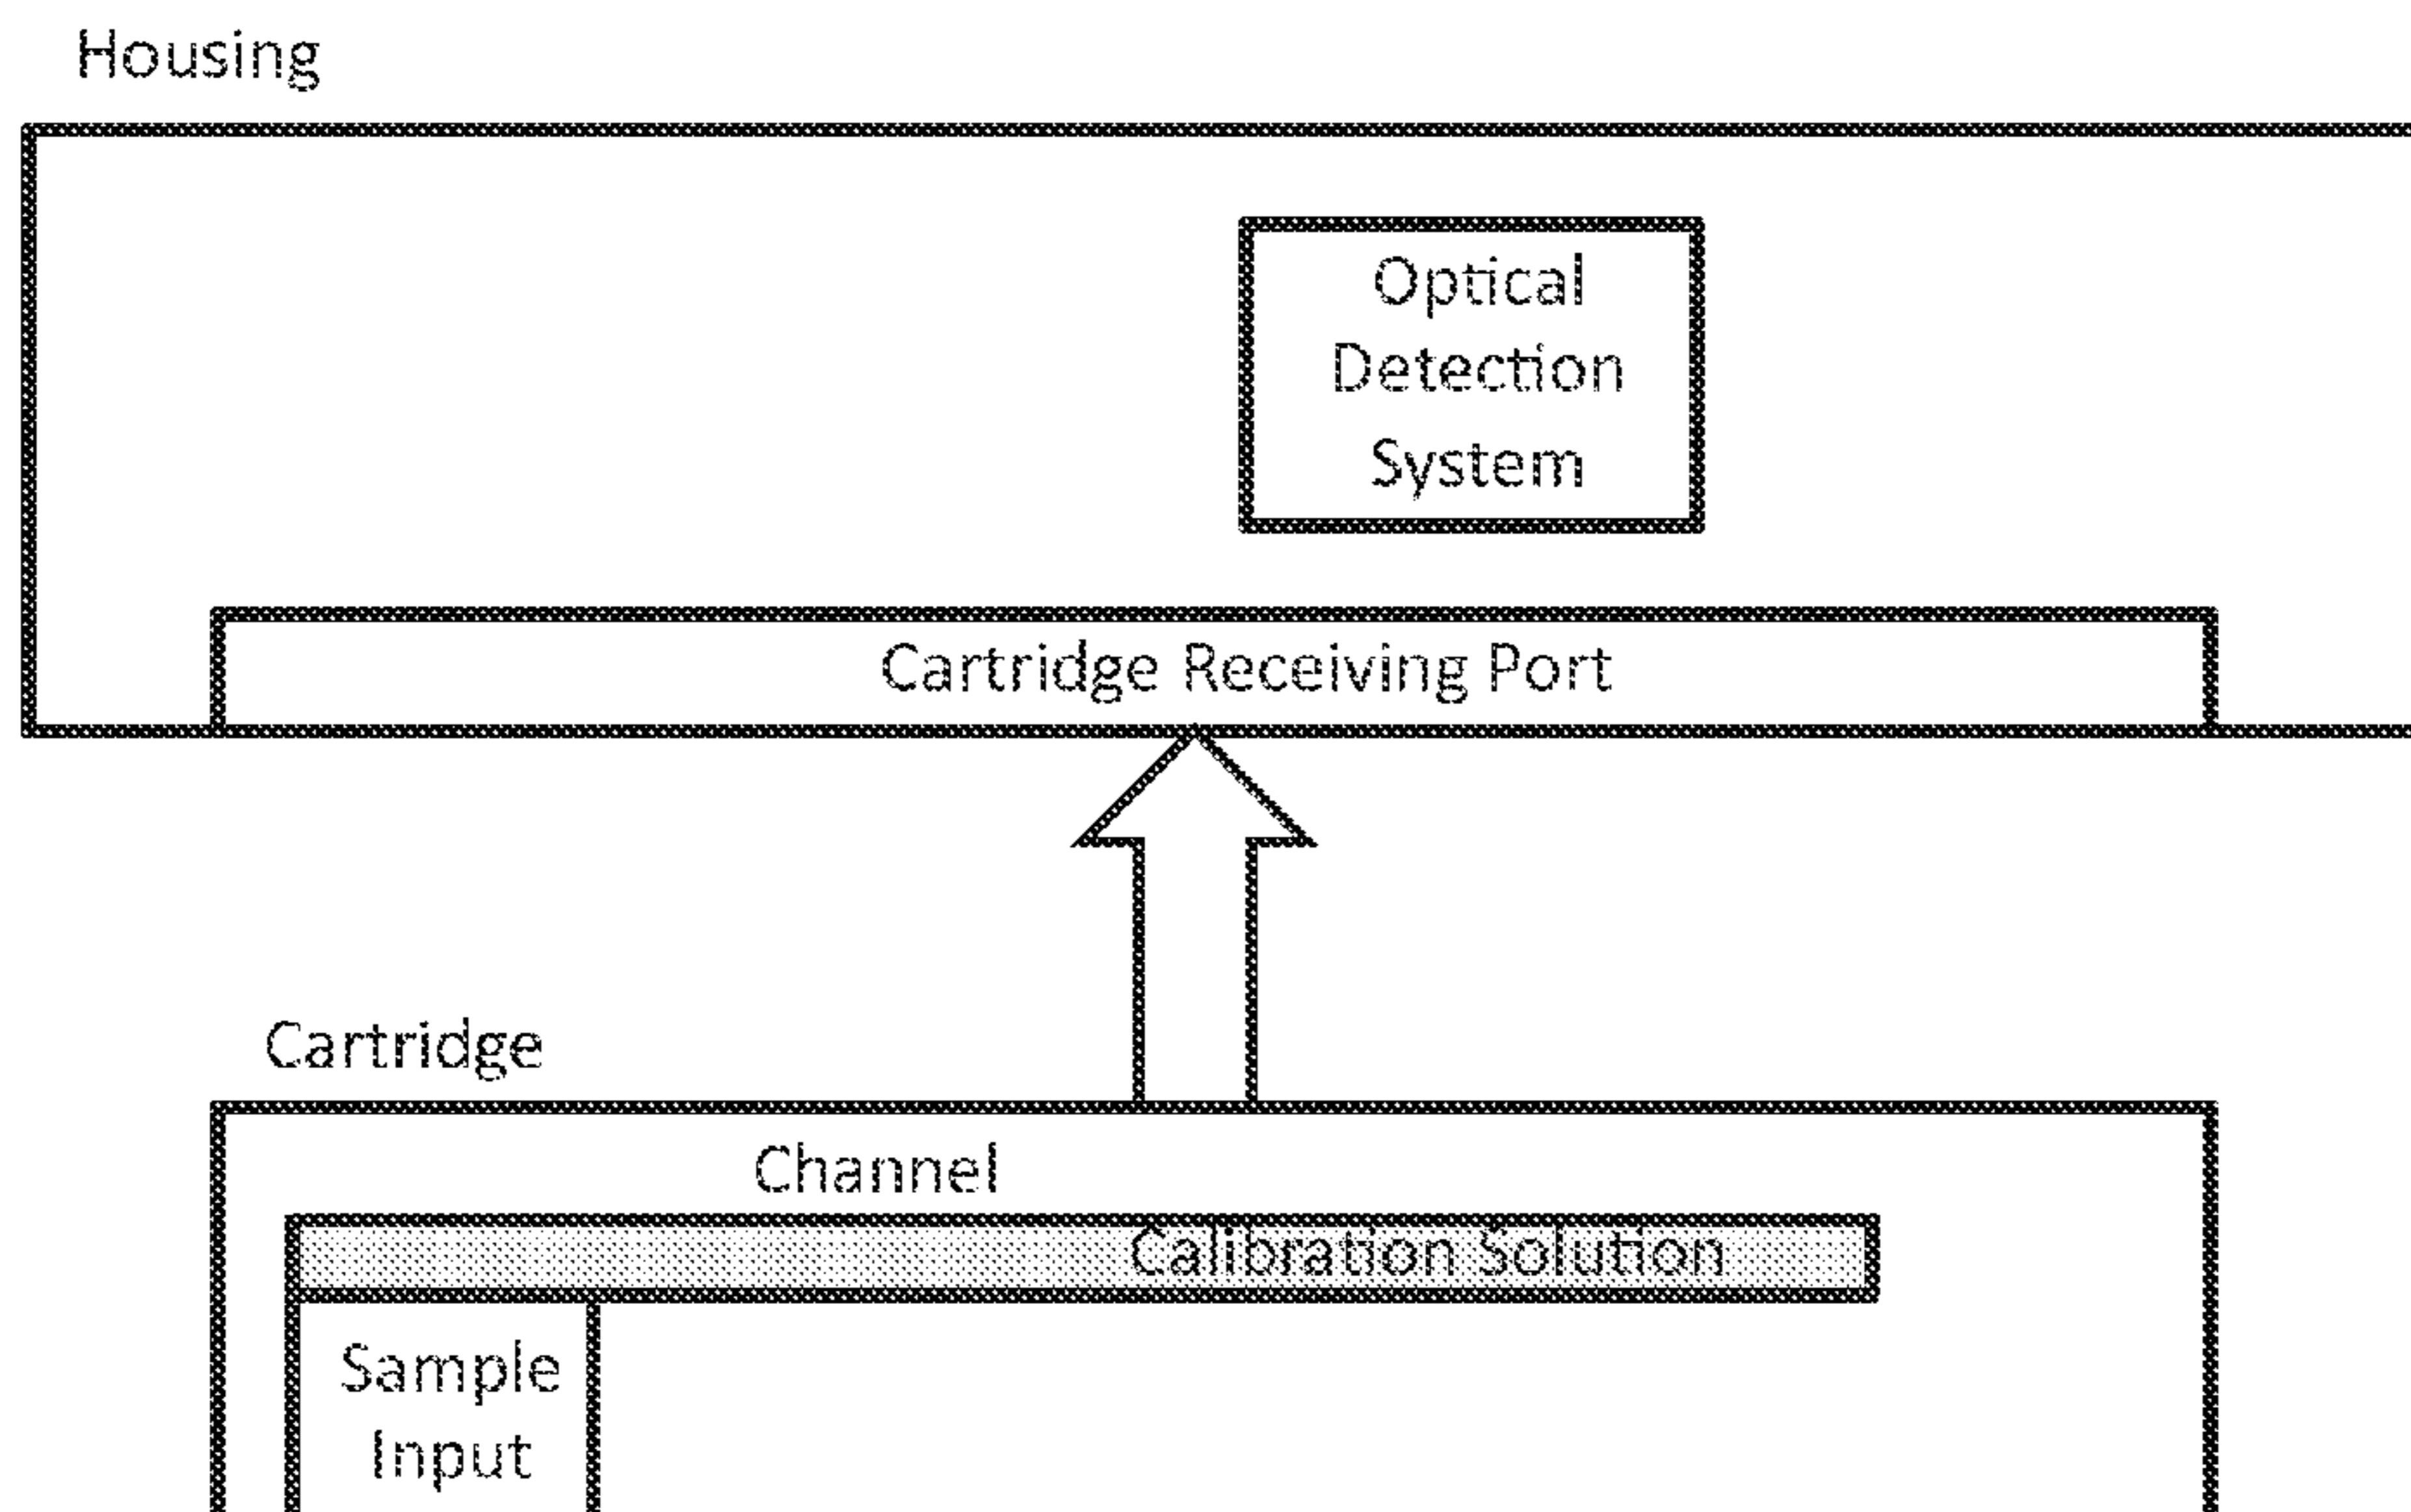 Housing
Optical
Detection
System
Cartridge Receiving Port
Cartridge
Channel
Calibration Solution
Sample
Input